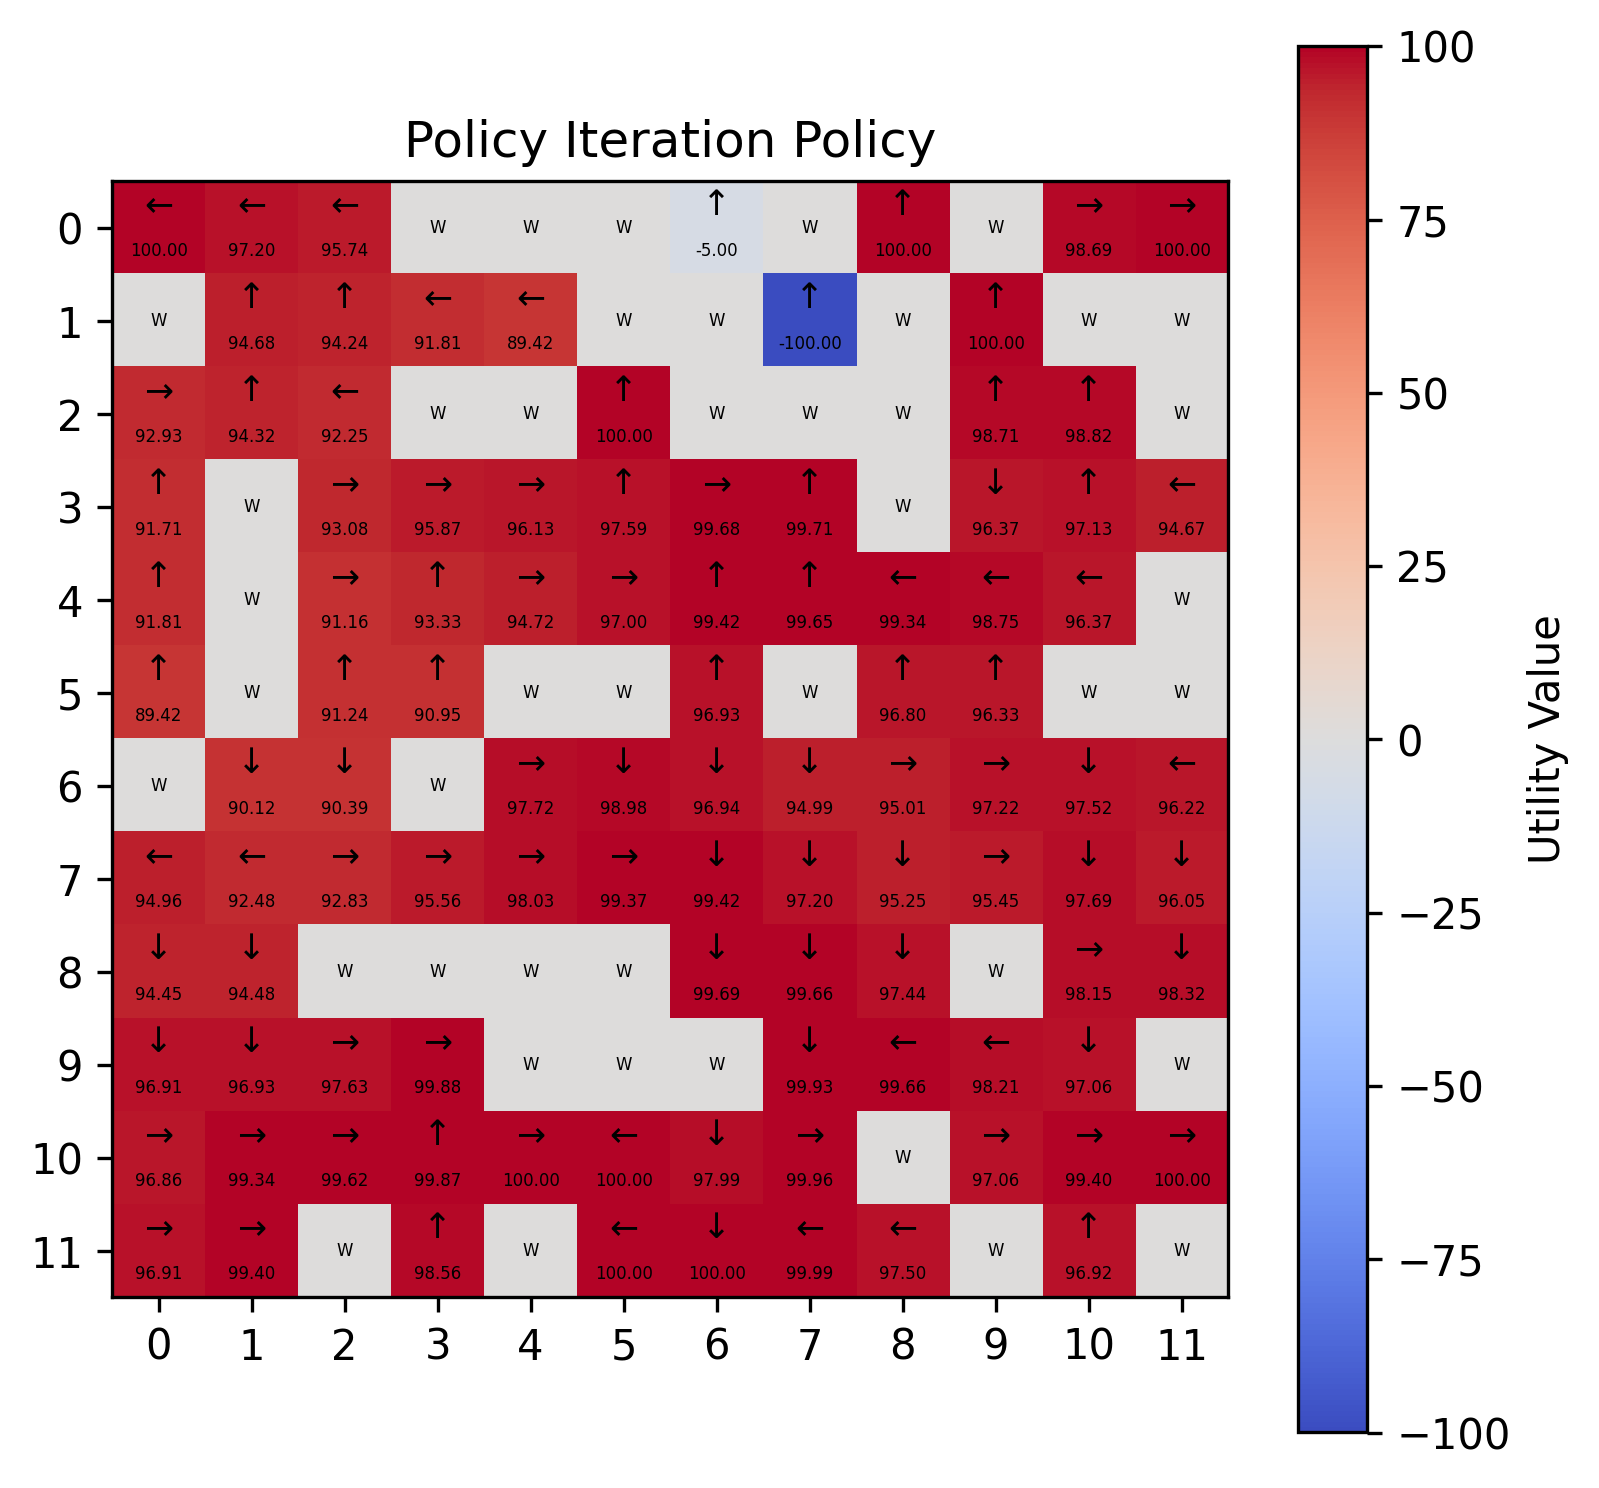 Policy Iteration Policy
0 ← ← ← W W W ↑ W ↑ W → →
100.00 97.20 95.74 -5.00 100.00 98.69 100.00
1 W ↑ ↑ ← ← W W ↑ W ↑ W W
94.68 94.24 91.81 89.42 -100.00 100.00
2 → ↑ ← W W ↑ W W W ↑ ↑ W
92.93 94.32 92.25 100.00 98.71 98.82
3 ↑ W → → → ↑ → ↑ W ↓ ↑ ←
91.71 93.08 95.87 96.13 97.59 99.68 99.71 96.37 97.13 94.67
4 ↑ W → ↑ → → ↑ ↑ ← ← ← W
91.81 91.16 93.33 94.72 97.00 99.42 99.65 99.34 98.75 96.37
5 ↑ W ↑ ↑ W W ↑ W ↑ ↑ W W
89.42 91.24 90.95 96.93 96.80 96.33
6 W ↓ ↓ W → ↓ ↓ ↓ → → ↓ ←
90.12 90.39 97.72 98.98 96.94 94.99 95.01 97.22 97.52 96.22
7 ← ← → → → → ↓ ↓ ↓ → ↓ ↓
94.96 92.48 92.83 95.56 98.03 99.37 99.42 97.20 95.25 95.45 97.69 96.05
8 ↓ ↓ W W W W ↓ ↓ ↓ W → ↓
94.45 94.48 99.69 99.66 97.44 98.15 98.32
9 ↓ ↓ → → W W W ↓ ← ← ↓ W
96.91 96.93 97.63 99.88 99.93 99.66 98.21 97.06
10 → → → ↑ → ← ↓ → W → → →
96.86 99.34 99.62 99.87 100.00 100.00 97.99 99.96 97.06 99.40 100.00
11 → → W ↑ W ← ↓ ← ← W ↑ W
96.91 99.40 98.56 100.00 100.00 99.99 97.50 96.92
0 1 2 3 4 5 6 7 8 9 10 11
100
75
50
25
0
−25
−50
−75
−100
Utility Value